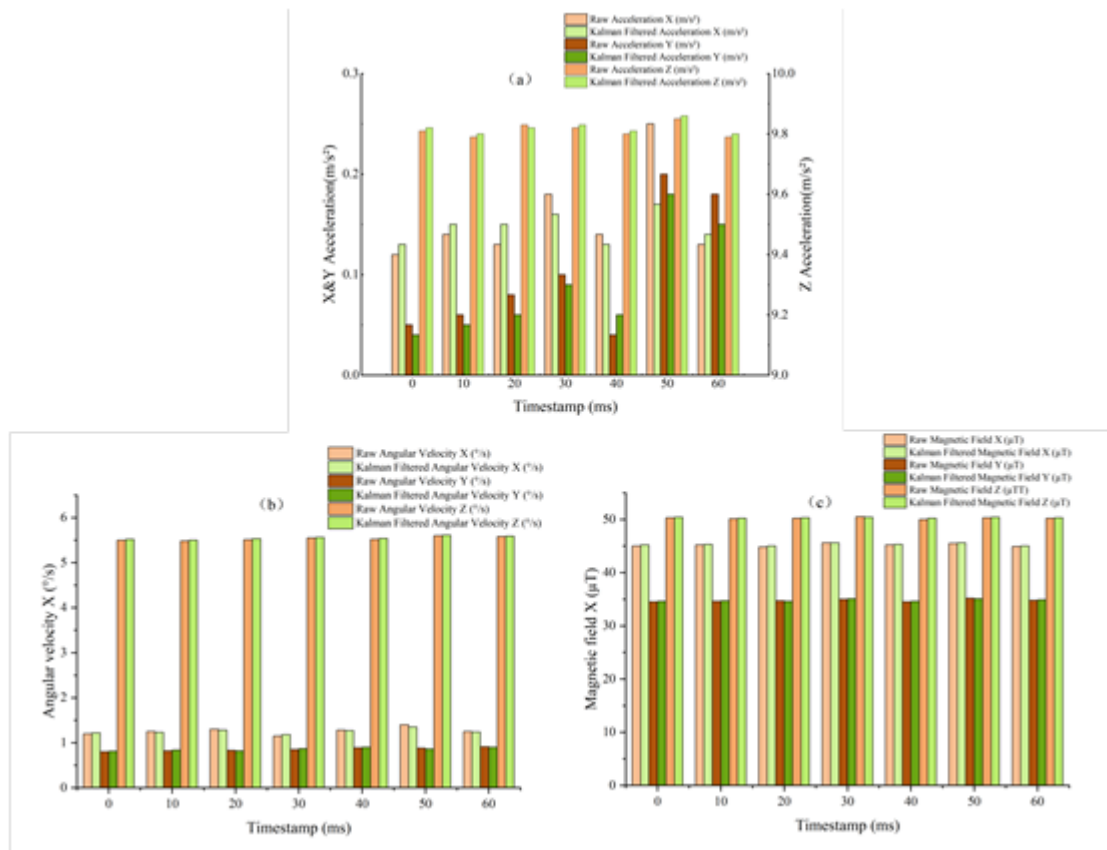 Raw Acceleration X (m/s²)
Kalman Filtered Acceleration X (m/s²)
Raw Acceleration Y (m/s²)
Kalman Filtered Acceleration Y (m/s²)
Raw Acceleration Z (m/s²)
Kalman Filtered Acceleration Z (m/s²)
(a)
0.3
0.2
0.1
0.0
X&Y Acceleration(m/s²)
10.0
9.8
9.6
9.4
9.2
9.0
Z Acceleration(m/s²)
0 10 20 30 40 50 60
Timestamp (ms)
Raw Angular Velocity X (°/s)
Kalman Filtered Angular Velocity X (°/s)
Raw Angular Velocity Y (°/s)
Kalman Filtered Angular Velocity Y (°/s)
Raw Angular Velocity Z (°/s)
Kalman Filtered Angular Velocity Z (°/s)
(b)
6
5
4
3
2
1
0
Angular velocity X (°/s)
0 10 20 30 40 50 60
Timestamp (ms)
Raw Magnetic Field X (μT)
Kalman Filtered Magnetic Field X (μT)
Raw Magnetic Field Y (μT)
Kalman Filtered Magnetic Field Y (μT)
Raw Magnetic Field Z (μTT)
Kalman Filtered Magnetic Field Z (μT)
(c)
50
40
30
20
10
0
Magnetic field X (μT)
0 10 20 30 40 50 60
Timestamp (ms)